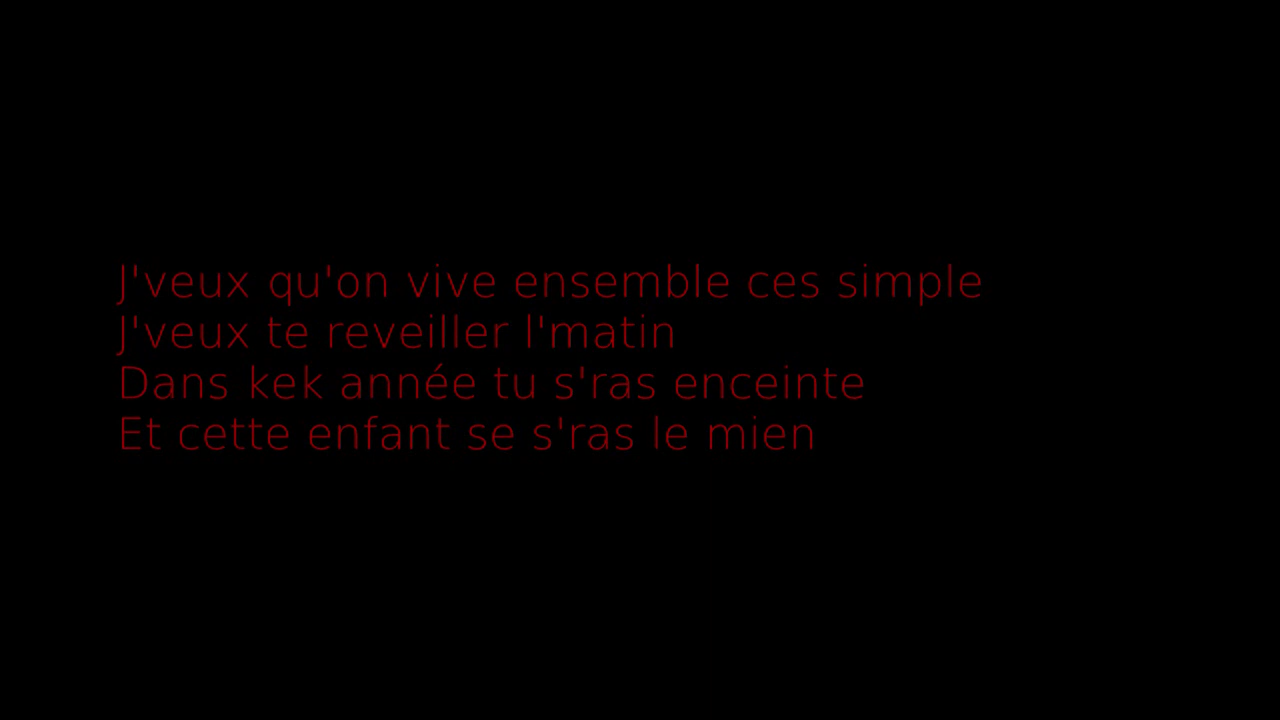 J'veux qu'on vive ensemble ces simple
J'veux te reveiller l'matin
Dans kek année tu s'ras enceinte
Et cette enfant se s'ras le mien